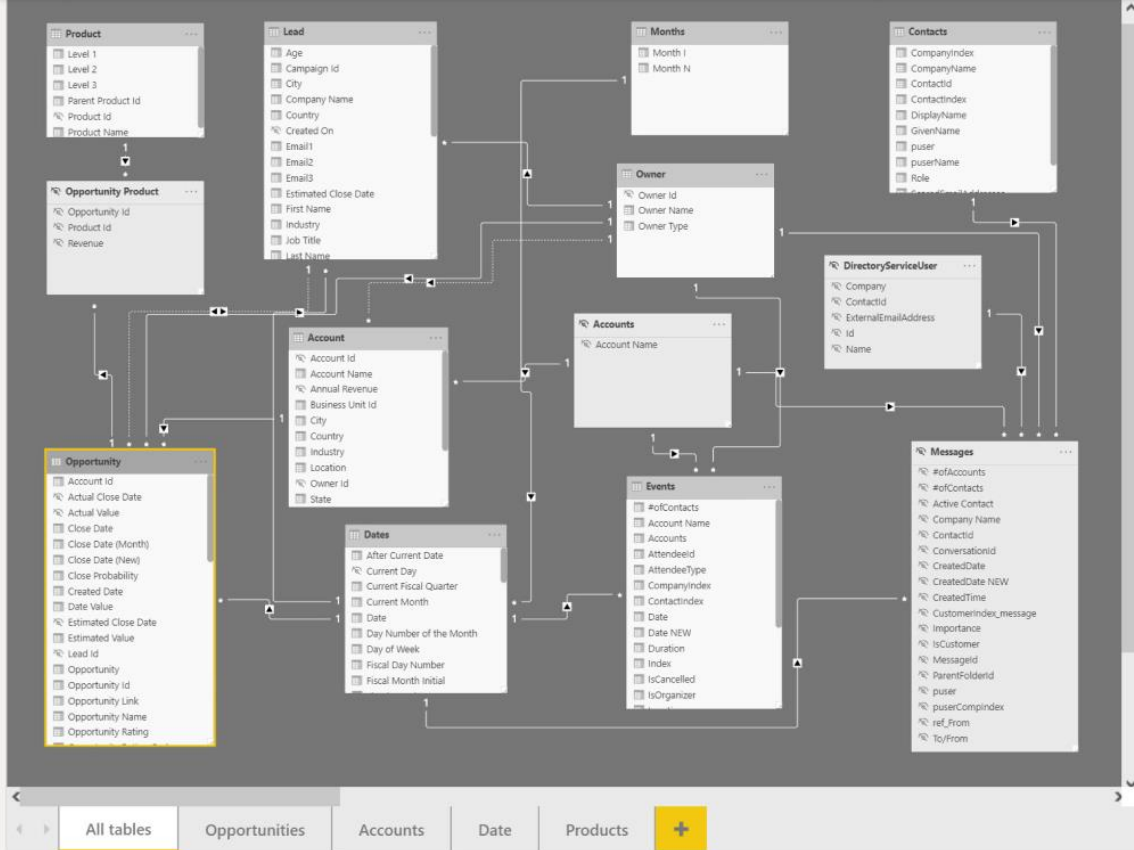 Product
Level 1
Level 2
Level 3
Parent Product Id
Product Id
Product Name
Lead
Age
Campaign Id
City
Company Name
Country
Created On
Email1
Email2
Email3
Estimated Close Date
First Name
Industry
Job Title
Last Name
Months
Month I
Month N
Contacts
CompanyIndex
CompanyName
ContactId
ContactIndex
DisplayName
GivenName
puser
puserName
Role
Opportunity Product
Opportunity Id
Product Id
Revenue
Owner
Owner Id
Owner Name
Owner Type
DirectoryServiceUser
Company
ContactId
ExternalEmailAddress
Id
Name
Account
Account Id
Account Name
Annual Revenue
Business Unit Id
City
Country
Industry
Location
Owner Id
State
Accounts
Account Name
Opportunity
Account Id
Actual Close Date
Actual Value
Close Date
Close Date (Month)
Close Date (New)
Close Probability
Created Date
Date Value
Estimated Close Date
Estimated Value
Lead Id
Opportunity
Opportunity Id
Opportunity Link
Opportunity Name
Opportunity Rating
Dates
After Current Date
Current Day
Current Fiscal Quarter
Current Month
Date
Day Number of the Month
Day of Week
Fiscal Day Number
Fiscal Month Initial
Events
#ofContacts
Account Name
Accounts
AttendeeId
AttendeeType
CompanyIndex
ContactIndex
Date
Date NEW
Duration
Index
IsCancelled
IsOrganizer
Messages
#ofAccounts
#ofContacts
Active Contact
Company Name
ContactId
ConversationId
CreatedDate
CreatedDate NEW
CreatedTime
CustomerIndex_message
Importance
IsCustomer
MessageId
ParentFolderId
puser
puserCompIndex
ref_From
To/From
All tables
Opportunities
Accounts
Date
Products